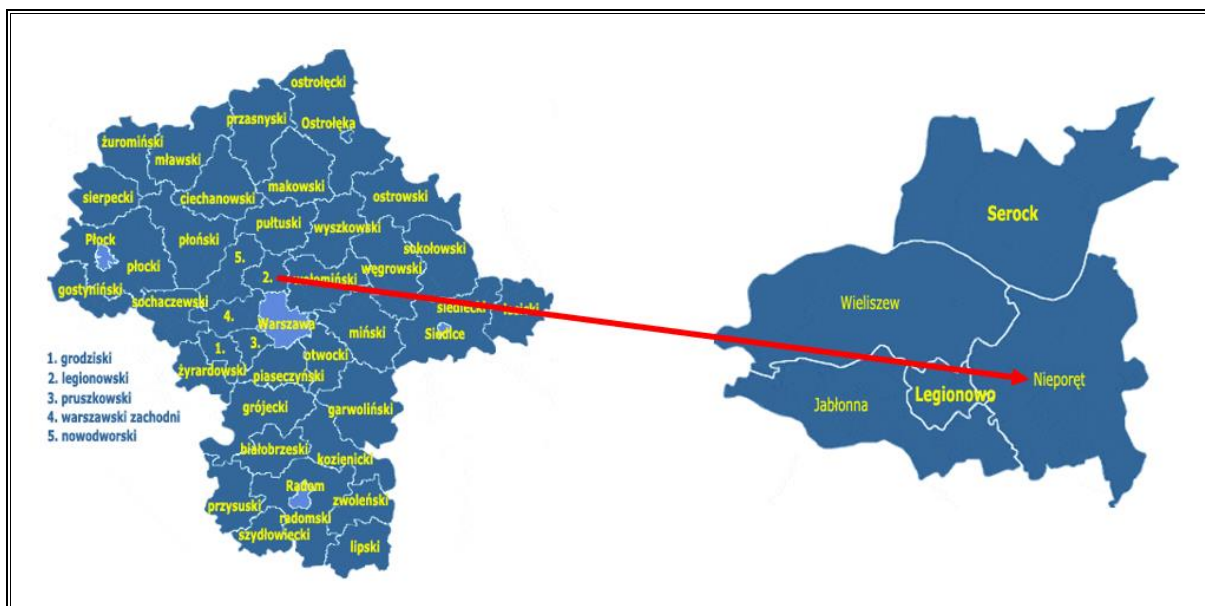 ostrołęcki
przasnyski
Ostrołęka
żuromiński
mławski
makowski
sierpecki
ciechanowski
ostrowski
pułtuski
wyszkowski
Płock
płoński
sokołowski
5.
płocki
węgrowski
2.
wołomiński
gostyniński
sochaczewski
siedlecki
łosicki
4.
Warszawa
Siedlce
miński
1.
3.
otwocki
żyrardowski
piaseczyński
1. grodziski
2. legionowski
3. pruszkowski
4. warszawski zachodni
5. nowodworski
grójecki
garwoliński
białobrzeski
kozienicki
Radom
przysuski
zwoleński
radomski
szydłowiecki
lipski
Serock
Wieliszew
Nieporęt
Legionowo
Jabłonna